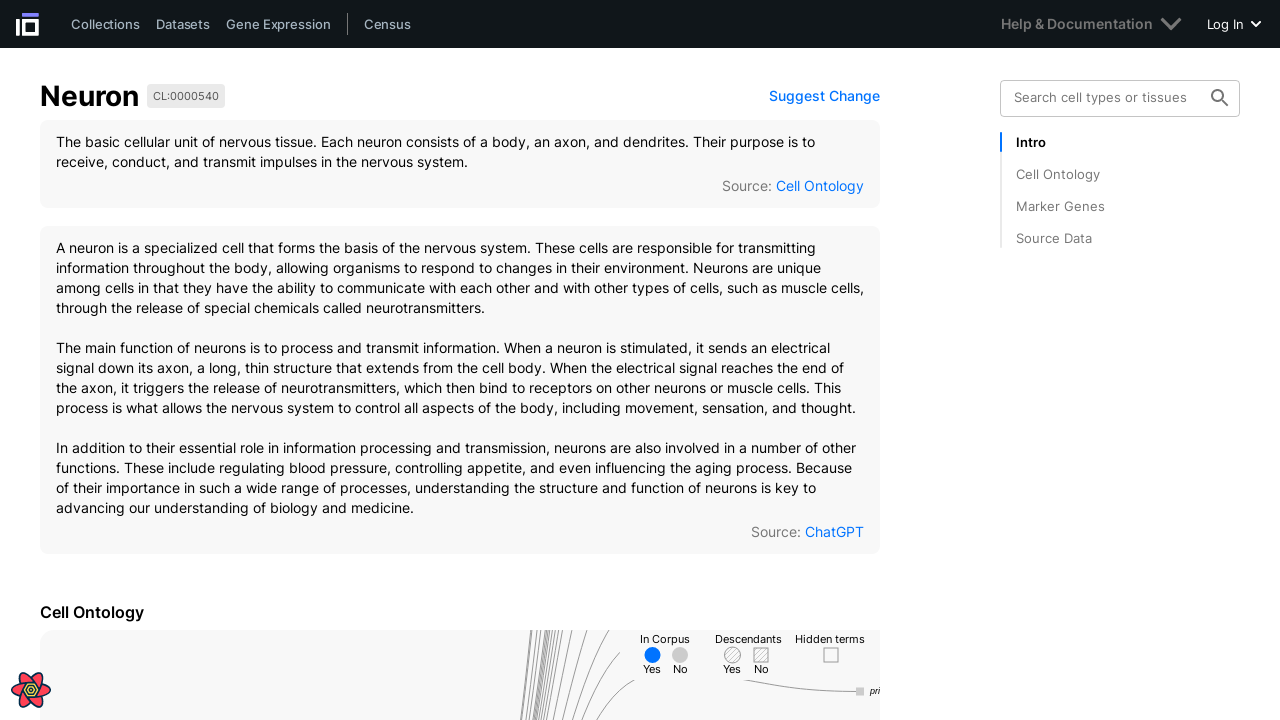 Collections Datasets Gene Expression Census Help & Documentation Log In
Neuron CL:0000540 Suggest Change
The basic cellular unit of nervous tissue. Each neuron consists of a body, an axon, and dendrites. Their purpose is to
receive, conduct, and transmit impulses in the nervous system.
Source: Cell Ontology
A neuron is a specialized cell that forms the basis of the nervous system. These cells are responsible for transmitting
information throughout the body, allowing organisms to respond to changes in their environment. Neurons are unique
among cells in that they have the ability to communicate with each other and with other types of cells, such as muscle cells,
through the release of special chemicals called neurotransmitters.
The main function of neurons is to process and transmit information. When a neuron is stimulated, it sends an electrical
signal down its axon, a long, thin structure that extends from the cell body. When the electrical signal reaches the end of
the axon, it triggers the release of neurotransmitters, which then bind to receptors on other neurons or muscle cells. This
process is what allows the nervous system to control all aspects of the body, including movement, sensation, and thought.
In addition to their essential role in information processing and transmission, neurons are also involved in a number of other
functions. These include regulating blood pressure, controlling appetite, and even influencing the aging process. Because
of their importance in such a wide range of processes, understanding the structure and function of neurons is key to
advancing our understanding of biology and medicine.
Source: ChatGPT
Cell Ontology
In Corpus Descendants Hidden terms
Yes No Yes No
pri
Search cell types or tissues
Intro
Cell Ontology
Marker Genes
Source Data